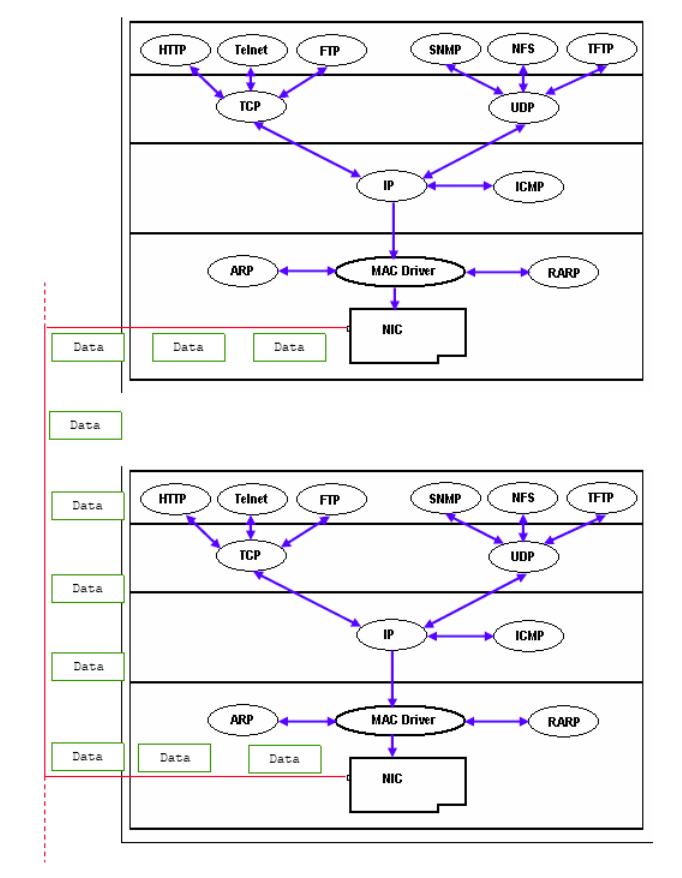 HTTP Telnet FTP SNMP NFS TFTP
TCP UDP
IP ICMP
ARP MAC Driver RARP
NIC
Data Data Data
Data
HTTP Telnet FTP SNMP NFS TFTP
Data
TCP UDP
Data
IP ICMP
Data
ARP MAC Driver RARP
Data Data Data
NIC